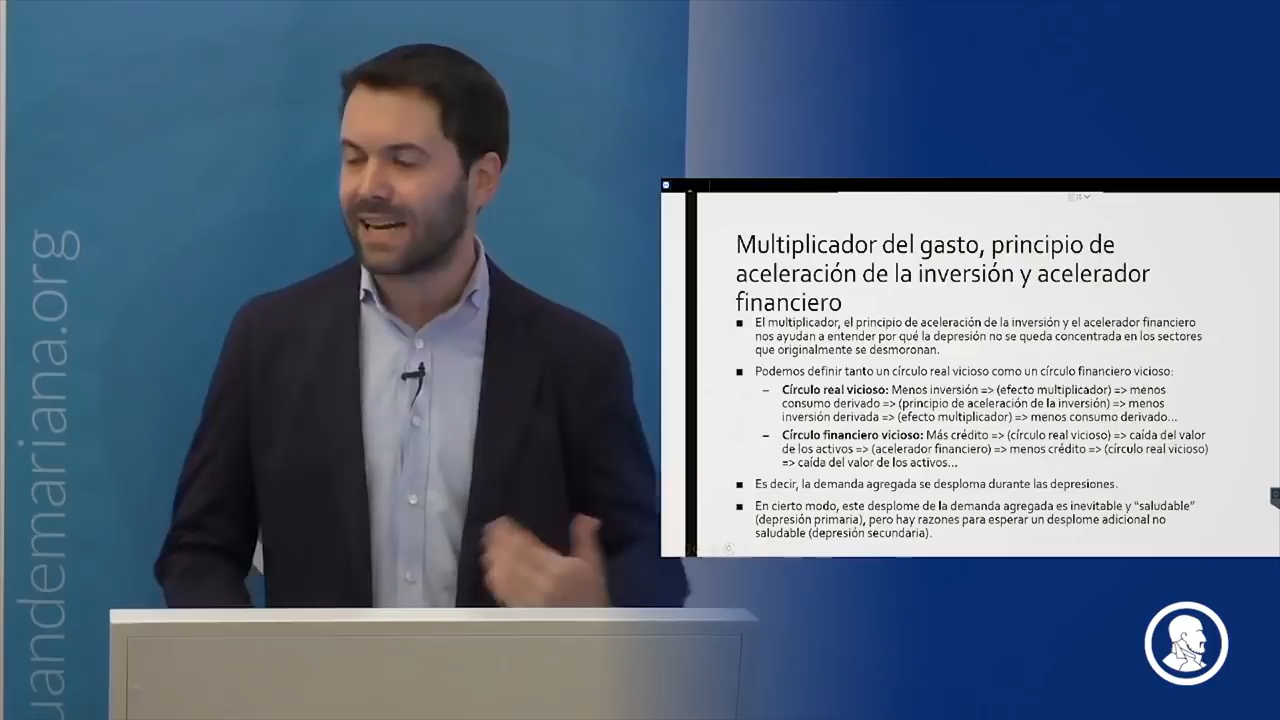 uandemariana.org
Multiplicador del gasto, principio de
aceleración de la inversión y acelerador
financiero
■ El multiplicador, el principio de aceleración de la inversión y el acelerador financiero
nos ayudan a entender por qué la depresión no se queda concentrada en los sectores
que originalmente se desmoronan.
■ Podemos definir tanto un círculo real vicioso como un círculo financiero vicioso:
– Círculo real vicioso: Menos inversión => (efecto multiplicador) => menos
consumo derivado => (principio de aceleración de la inversión) => menos
inversión derivada => (efecto multiplicador) => menos consumo derivado...
– Círculo financiero vicioso: Más crédito => (círculo real vicioso) => caída del valor
de los activos => (acelerador financiero) => menos crédito => (círculo real vicioso)
=> caída del valor de los activos...
■ Es decir, la demanda agregada se desploma durante las depresiones.
■ En cierto modo, este desplome de la demanda agregada es inevitable y “saludable”
(depresión primaria), pero hay razones para esperar un desplome adicional no
saludable (depresión secundaria).